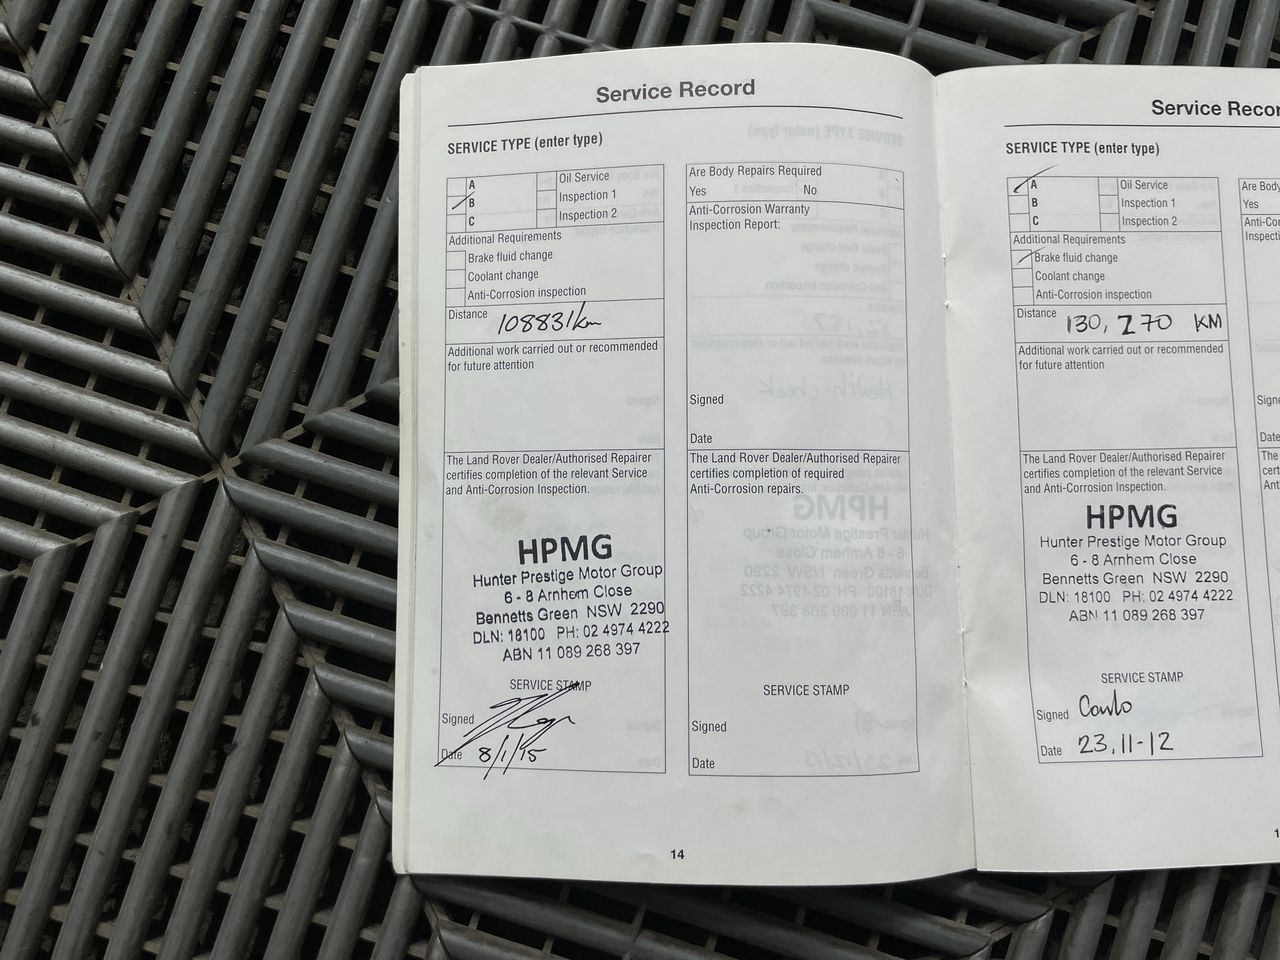 Service Record
SERVICE TYPE (enter type)
A
B
C
Oil Service
Inspection 1
Inspection 2
Additional Requirements
Brake fluid change
Coolant change
Anti-Corrosion inspection
Distance 108831km
Additional work carried out or recommended
for future attention
The Land Rover Dealer/Authorised Repairer
certifies completion of the relevant Service
and Anti-Corrosion Inspection.
HPMG
Hunter Prestige Motor Group
6 - 8 Arnhem Close
Bennetts Green NSW 2290
DLN: 18100 PH: 02 4974 4222
ABN 11 089 268 397
SERVICE STAMP
Signed
Date 8/1/15
Are Body Repairs Required
Yes No
Anti-Corrosion Warranty
Inspection Report:
Signed
Date
The Land Rover Dealer/Authorised Repairer
certifies completion of required
Anti-Corrosion repairs.
SERVICE STAMP
Signed
Date
14
Service Recor
SERVICE TYPE (enter type)
A
B
C
Oil Service
Inspection 1
Inspection 2
Additional Requirements
Brake fluid change
Coolant change
Anti-Corrosion inspection
Distance 130,270 KM
Additional work carried out or recommended
for future attention
The Land Rover Dealer/Authorised Repairer
certifies completion of the relevant Service
and Anti-Corrosion Inspection.
HPMG
Hunter Prestige Motor Group
6 - 8 Arnhem Close
Bennetts Green NSW 2290
DLN: 18100 PH: 02 4974 4222
ABN 11 089 268 397
SERVICE STAMP
Signed
Date 23.11-12
Are Bod
Yes
Anti-Co
Inspecti
Signe
Date
The
cert
Ant